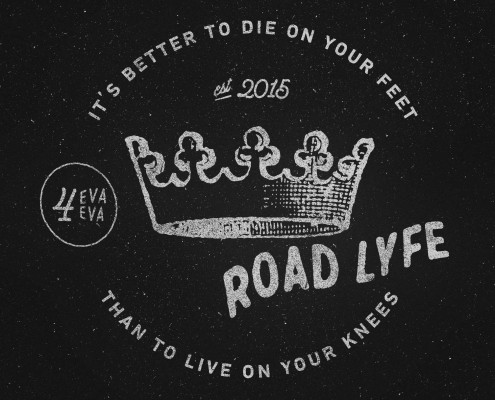 IT'S BETTER TO DIE ON YOUR FEET
est 2015
4 EVA
EVA
ROAD LYFE
THAN TO LIVE ON YOUR KNEES